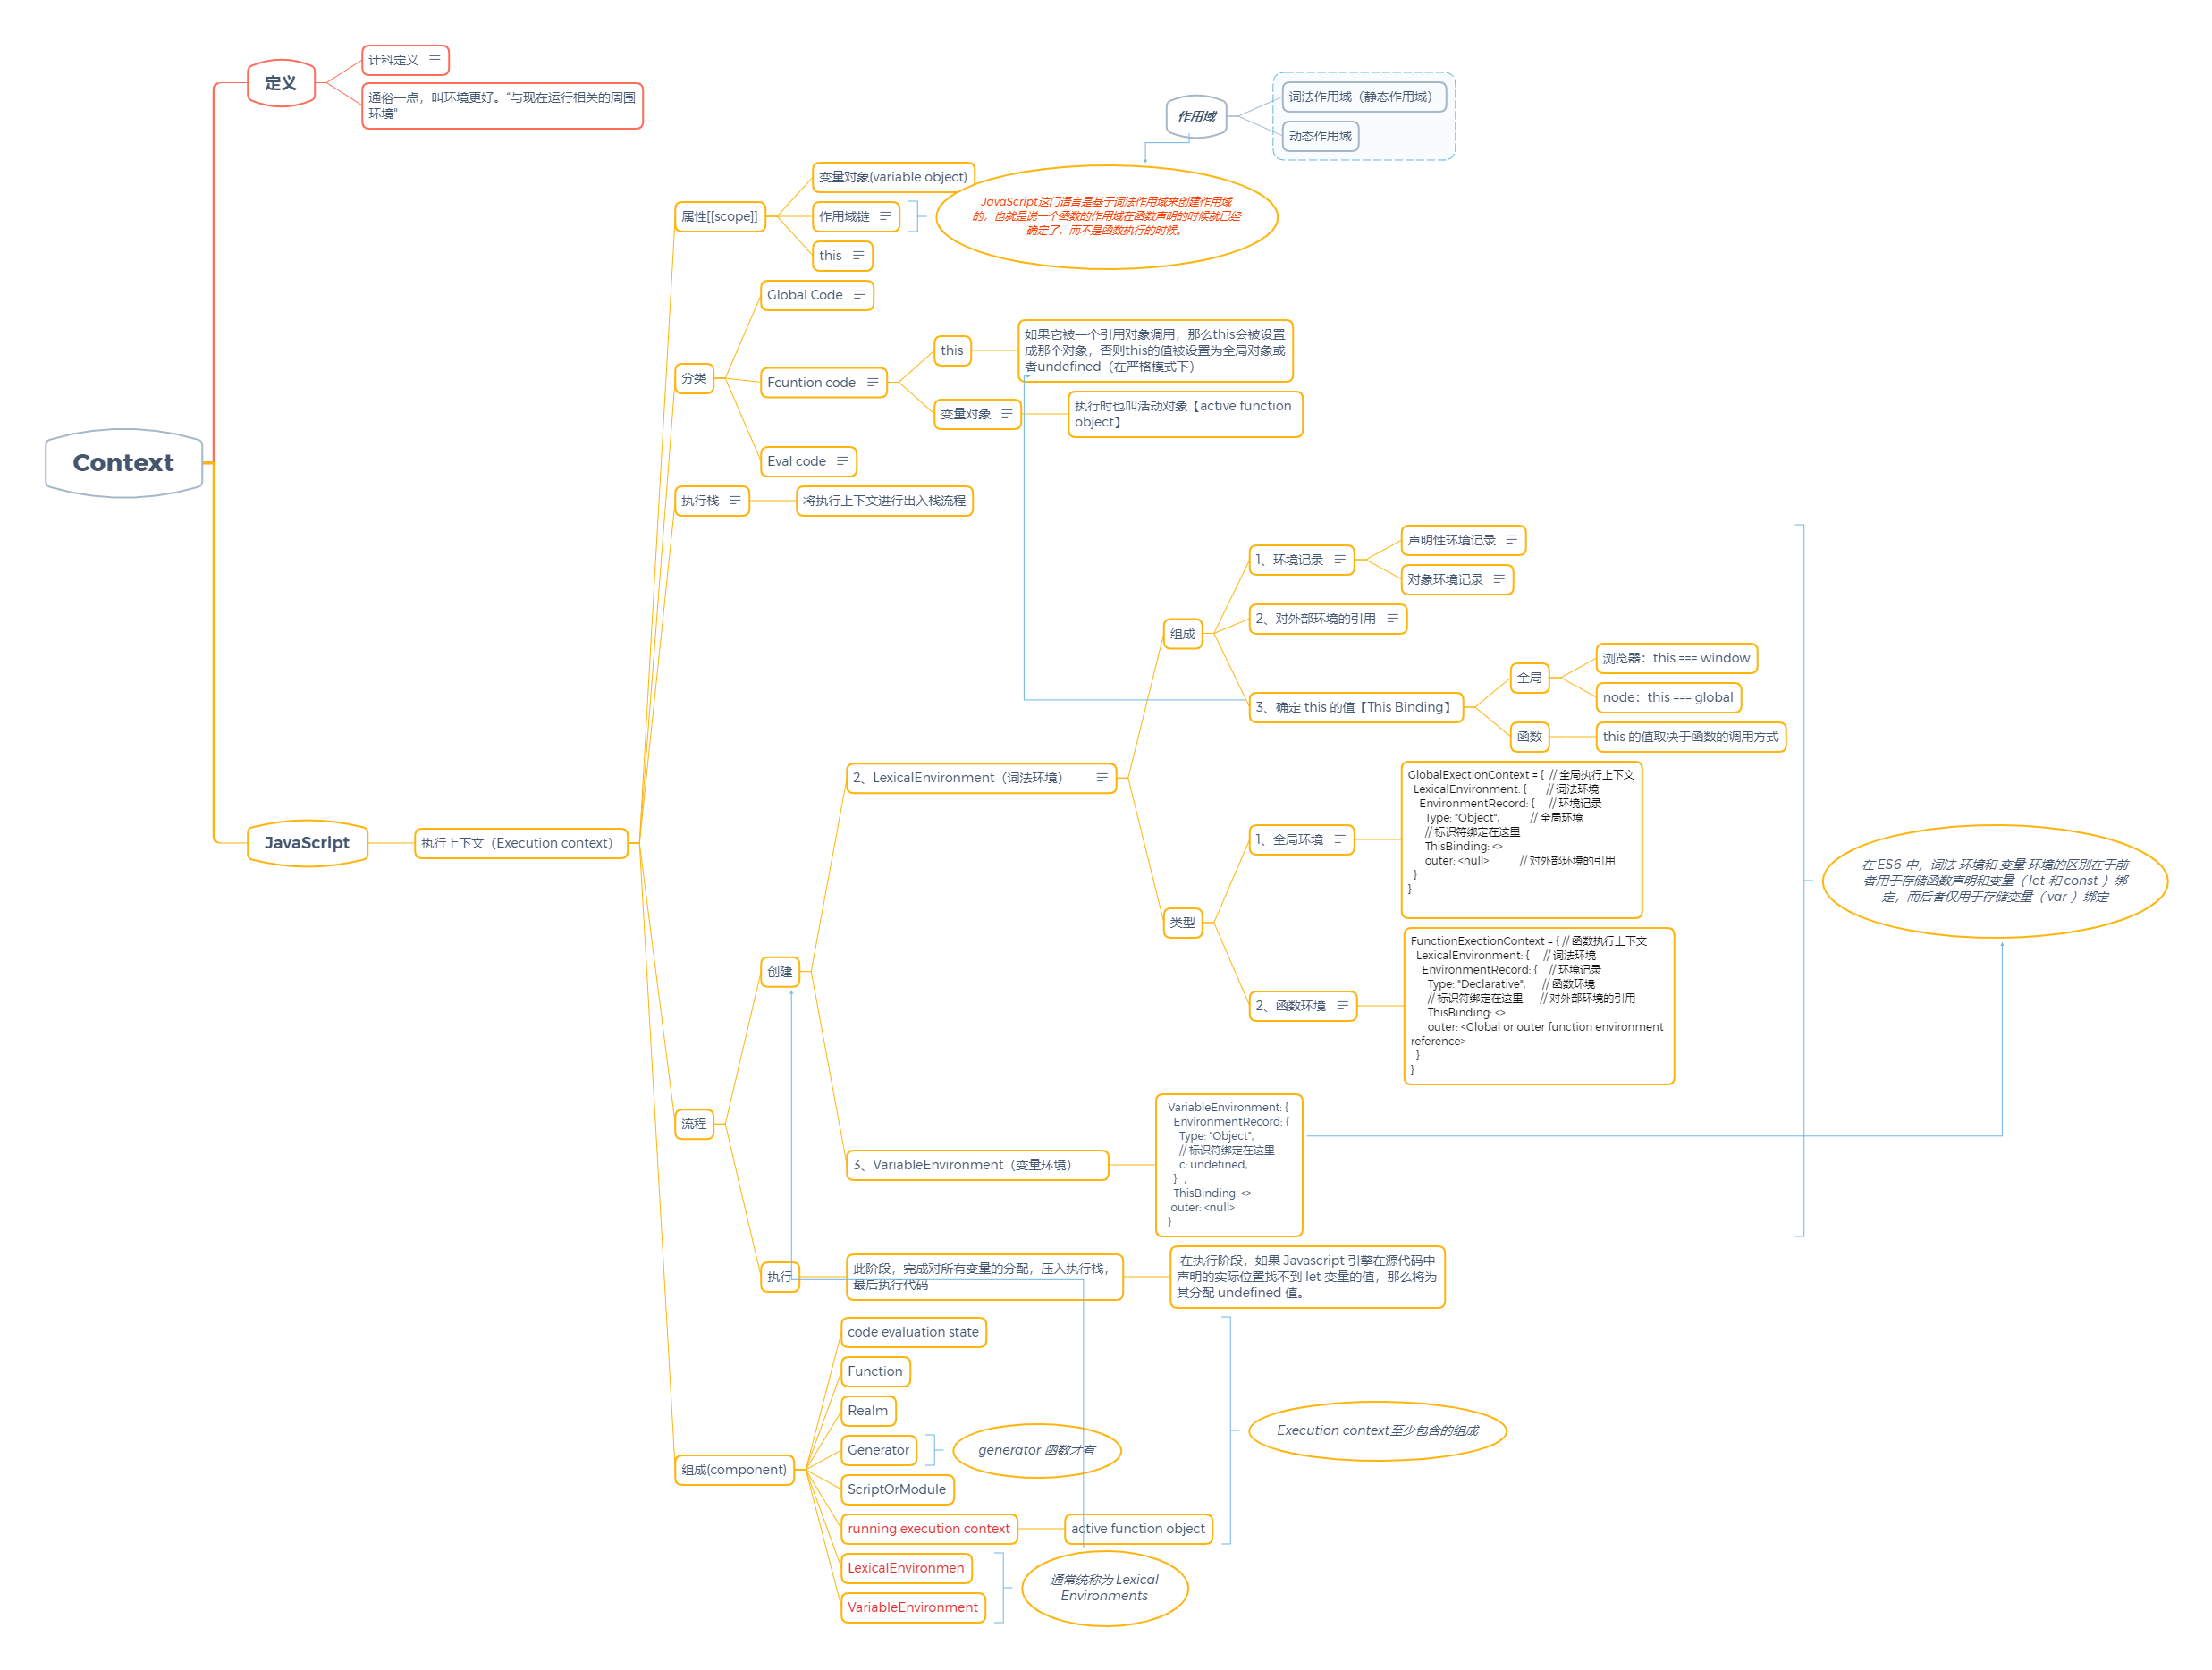 Context
定义
计科定义
通俗一点，叫环境更好。“与现在运行相关的周围
环境”
JavaScript
执行上下文（Execution context）
属性[[scope]]
变量对象(variable object)
作用域链
JavaScript这门语言是基于词法作用域来创建作用域
的，也就是说一个函数的作用域在函数声明的时候就已经
确定了，而不是函数执行的时候。
作用域
词法作用域（静态作用域）
动态作用域
this
分类
Global Code
Fcuntion code
this
如果它被一个引用对象调用，那么this会被设置
成那个对象，否则this的值被设置为全局对象或
者undefined（在严格模式下）
变量对象
执行时也叫活动对象【active function
object】
Eval code
执行栈
将执行上下文进行出入栈流程
流程
创建
2、LexicalEnvironment（词法环境）
组成
1、环境记录
声明性环境记录
对象环境记录
2、对外部环境的引用
3、确定 this 的值【This Binding】
全局
浏览器：this === window
node：this === global
函数
this 的值取决于函数的调用方式
类型
1、全局环境
GlobalExectionContext = {  // 全局执行上下文
LexicalEnvironment: {       // 词法环境
EnvironmentRecord: {     // 环境记录
Type: "Object",           // 全局环境
// 标识符绑定在这里
ThisBinding: <>
outer: <null>           // 对外部环境的引用
}
}
2、函数环境
FunctionExectionContext = { // 函数执行上下文
LexicalEnvironment: {     // 词法环境
EnvironmentRecord: {    // 环境记录
Type: "Declarative",      // 函数环境
// 标识符绑定在这里      // 对外部环境的引用
ThisBinding: <>
outer: <Global or outer function environment
reference>
}
}
3、VariableEnvironment（变量环境）
VariableEnvironment: {
EnvironmentRecord: {
Type: "Object",
// 标识符绑定在这里
c: undefined,
}  ,
ThisBinding: <>
outer: <null>
}
在 ES6 中，词法 环境和 变量 环境的区别在于前
者用于存储函数声明和变量（ let 和 const ）绑
定，而后者仅用于存储变量（ var ）绑定
执行
此阶段，完成对所有变量的分配，压入执行栈，
最后执行代码
在执行阶段，如果 Javascript 引擎在源代码中
声明的实际位置找不到 let 变量的值，那么将为
其分配 undefined 值。
组成(component)
code evaluation state
Function
Realm
Generator
generator 函数才有
ScriptOrModule
running execution context
active function object
Execution context至少包含的组成
LexicalEnvironmen
VariableEnvironment
通常统称为 Lexical
Environments